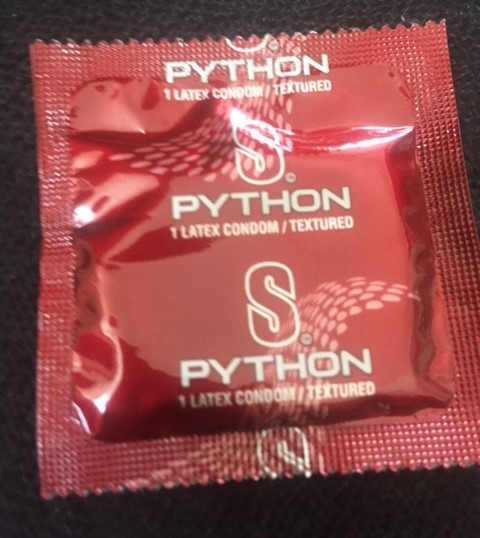 PYTHON
1 LATEX CONDOM / TEXTURED
S
PYTHON
1 LATEX CONDOM / TEXTURED
S
PYTHON
1 LATEX CONDOM / TEXTURED